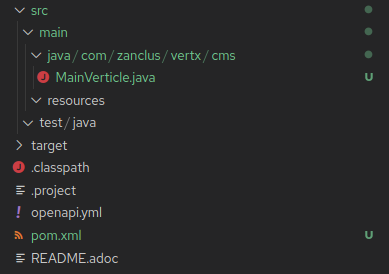 src
main
java/com/zanclus/vertx/cms
MainVerticle.java U
resources
test/java
target
.classpath
.project
openapi.yml
pom.xml U
README.adoc